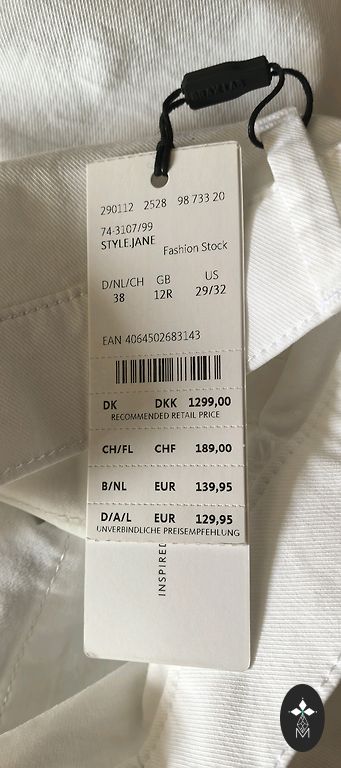 290112 2528 98 733 20
74-3107/99
STYLE.JANE
Fashion Stock
D/NL/CH GB US
38 12R 29/32
EAN 4064502683143
DK DKK 1299,00
RECOMMENDED RETAIL PRICE
CH/FL CHF 189,00
B/NL EUR 139,95
D/A/L EUR 129,95
UNVERBINDLICHE PREISEMPFEHLUNG
INSPIRED
M